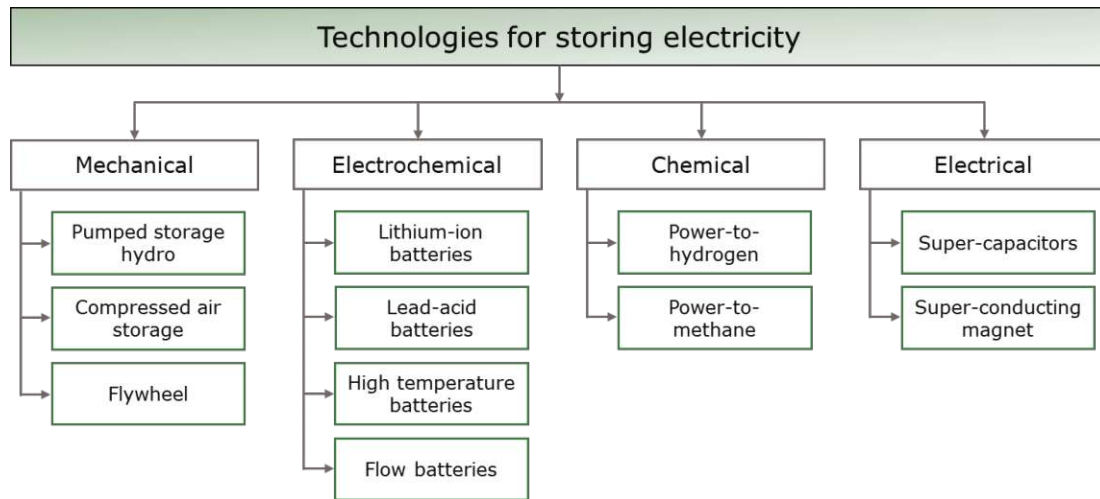 Technologies for storing electricity
Mechanical
Pumped storage
hydro
Compressed air
storage
Flywheel
Electrochemical
Lithium-ion
batteries
Lead-acid
batteries
High temperature
batteries
Flow batteries
Chemical
Power-to-
hydrogen
Power-to-
methane
Electrical
Super-capacitors
Super-conducting
magnet